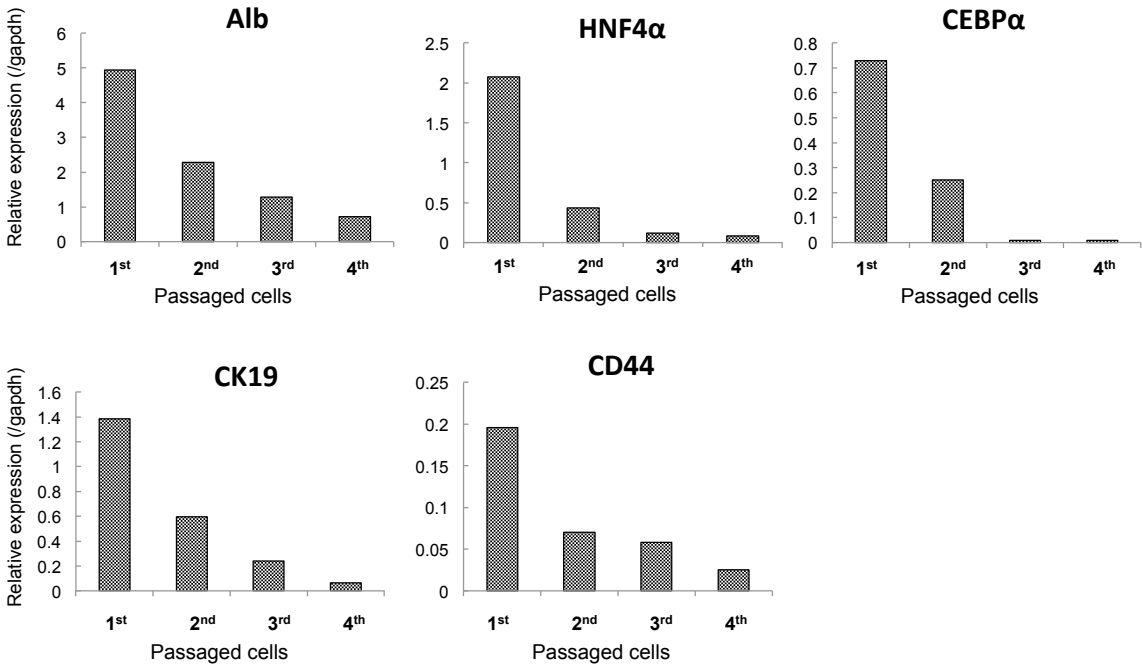 Alb
Relative expression (/gapdh)
6
5
4
3
2
1
0
1st 2nd 3rd 4th
Passaged cells
HNF4α
2.5
2
1.5
1
0.5
0
1st 2nd 3rd 4th
Passaged cells
CEBPα
0.8
0.7
0.6
0.5
0.4
0.3
0.2
0.1
0
1st 2nd 3rd 4th
Passaged cells
CK19
Relative expression (/gapdh)
1.6
1.4
1.2
1
0.8
0.6
0.4
0.2
0
1st 2nd 3rd 4th
Passaged cells
CD44
0.25
0.2
0.15
0.1
0.05
0
1st 2nd 3rd 4th
Passaged cells